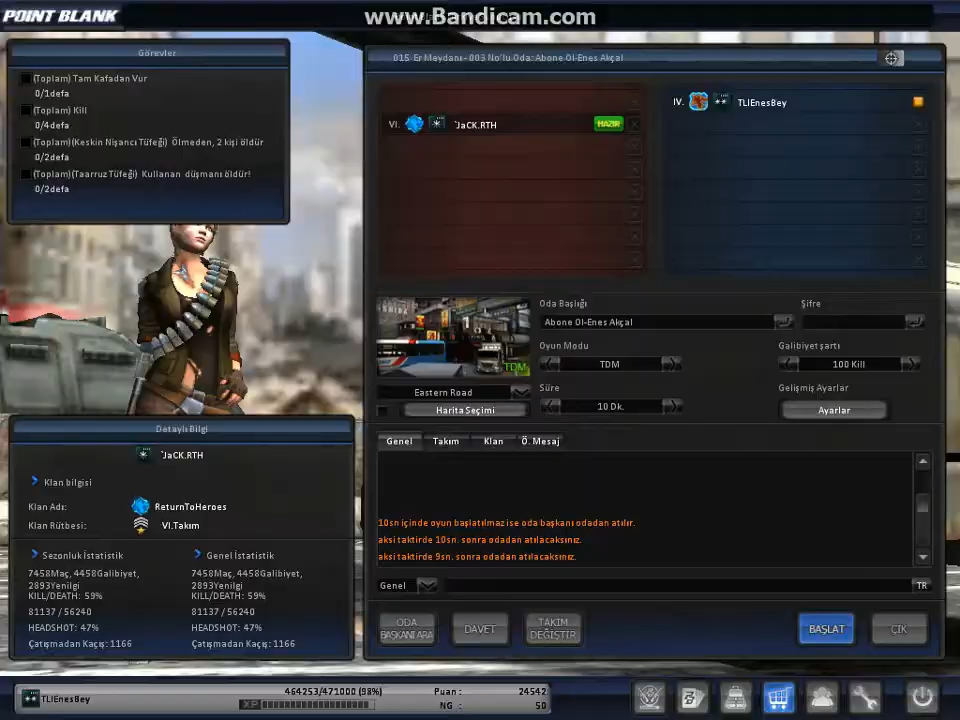 POINT BLANK
www.Bandicam.com
Görevler
(Toplam) Tam Kafadan Vur
0/1defa
(Toplam) Kill
0/4defa
(Toplam)(Keskin Nişancı Tüfeği) Ölmeden, 2 kişi öldür
0/2defa
(Toplam)(Taarruz Tüfeği) Kullanan düşmanı öldür!
0/2defa
015 Er Meydanı- 003 No'lu Oda: Abone Ol-Enes Akçal
VI. `JaCK.RTH HAZIR
IV. TLIEnesBey
TDM
Eastern Road
Harita Seçimi
Oda Başlığı
Şifre
Abone Ol-Enes Akçal
Oyun Modu
Galibiyet şartı
TDM
100 Kill
Süre
Gelişmiş Ayarlar
10 Dk.
Ayarlar
Detaylı Bilgi
`JaCK.RTH
Klan bilgisi
Klan Adı: ReturnToHeroes
Klan Rütbesi: VI.Takım
Sezonluk İstatistik
7458Maç, 4458Galibiyet,
2893Yenilgi
KILL/DEATH: 59%
81137 / 56240
HEADSHOT: 47%
Çatışmadan Kaçış: 1166
Genel İstatistik
7458Maç, 4458Galibiyet,
2893Yenilgi
KILL/DEATH: 59%
81137 / 56240
HEADSHOT: 47%
Çatışmadan Kaçış: 1166
Genel Takım Klan Ö. Mesaj
10sn içinde oyun başlatılmaz ise oda başkanı odadan atılır.
aksi taktirde 10sn. sonra odadan atılacaksınız.
aksi taktirde 9sn. sonra odadan atılacaksınız.
Genel TR
ODA
BAŞKANI ARA
DAVET
TAKIM
DEĞİŞTİR
BAŞLAT
ÇIK
TLIEnesBey
464253/471000 (98%)
XP
Puan : 24542
NG : 50